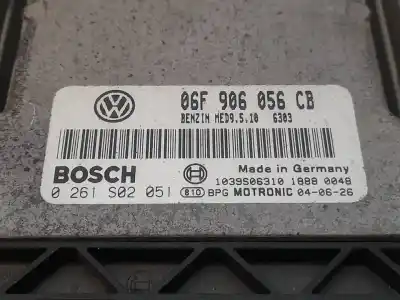 06F 906 056 CB
BENZIN MED9.5.10 6303
BOSCH
Made in Germany
1039S06310 1888 0048
0 261 S02 051
810 BPG MOTRONIC 04-06-26